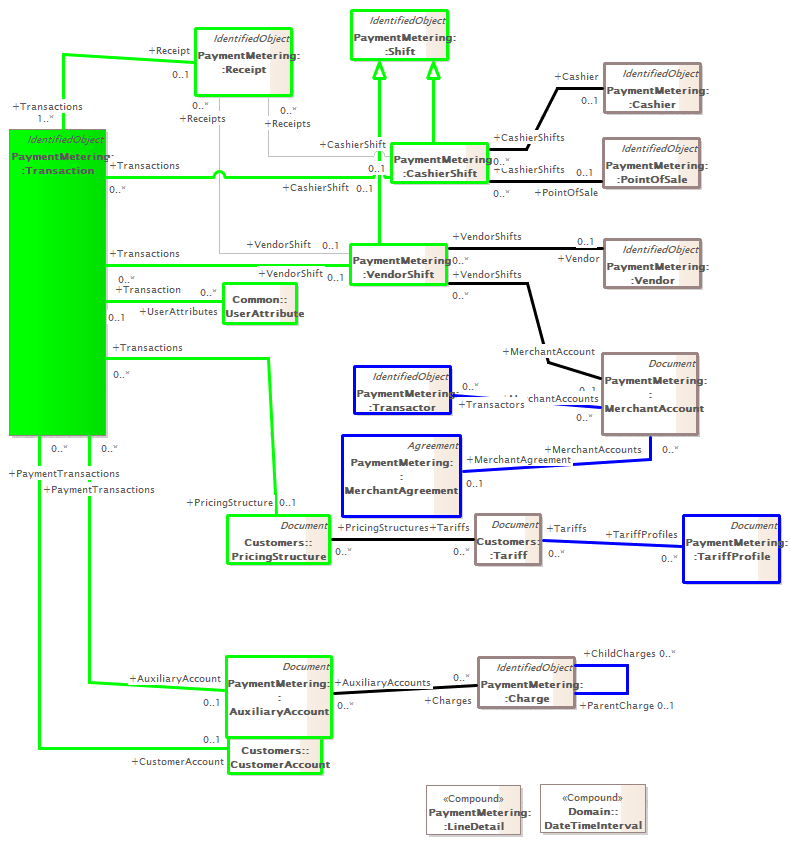 IdentifiedObject
PaymentMetering:
:Shift
IdentifiedObject
PaymentMetering:
:Receipt
+Receipt
0..1
+Cashier
0..1
IdentifiedObject
PaymentMetering:
:Cashier
+Transactions
1..*
0..*
+Receipts
0..*
+Receipts
IdentifiedObject
PaymentMetering:
:Transaction
+CashierShift
0..1
PaymentMetering:
:CashierShift
+CashierShifts
0..*
+CashierShifts
0..1
0..*
+PointOfSale
IdentifiedObject
PaymentMetering:
:PointOfSale
+Transactions
0..*
+CashierShift
0..1
+VendorShift
0..1
+VendorShifts
0..1
0..*
+Vendor
IdentifiedObject
PaymentMetering:
:Vendor
+Transactions
0..*
+VendorShift
0..1
PaymentMetering:
:VendorShift
+VendorShifts
0..*
+Transaction
0..*
0..1
+UserAttributes
Common::
UserAttribute
+Transactions
0..*
+MerchantAccount
0..1
Document
PaymentMetering:
:
MerchantAccount
IdentifiedObject
PaymentMetering:
:Transactor
0..*
+Transactors
chantAccounts
0..*
Agreement
PaymentMetering:
:
MerchantAgreement
+MerchantAgreement
0..1
+MerchantAccounts
0..*
0..*
0..*
+PaymentTransactions
+PaymentTransactions
+PricingStructure
0..1
Document
Customers::
PricingStructure
+PricingStructures
+Tariffs
0..*
0..*
Document
Customers:
:Tariff
+Tariffs
0..*
+TariffProfiles
0..*
Document
PaymentMetering:
:TariffProfile
+AuxiliaryAccount
0..1
Document
PaymentMetering:
:
AuxiliaryAccount
+AuxiliaryAccounts
0..*
0..*
+Charges
IdentifiedObject
PaymentMetering:
:Charge
+ChildCharges 0..*
+ParentCharge 0..1
0..1
+CustomerAccount
Customers::
CustomerAccount
«Compound»
PaymentMetering:
:LineDetail
«Compound»
Domain::
DateTimeInterval